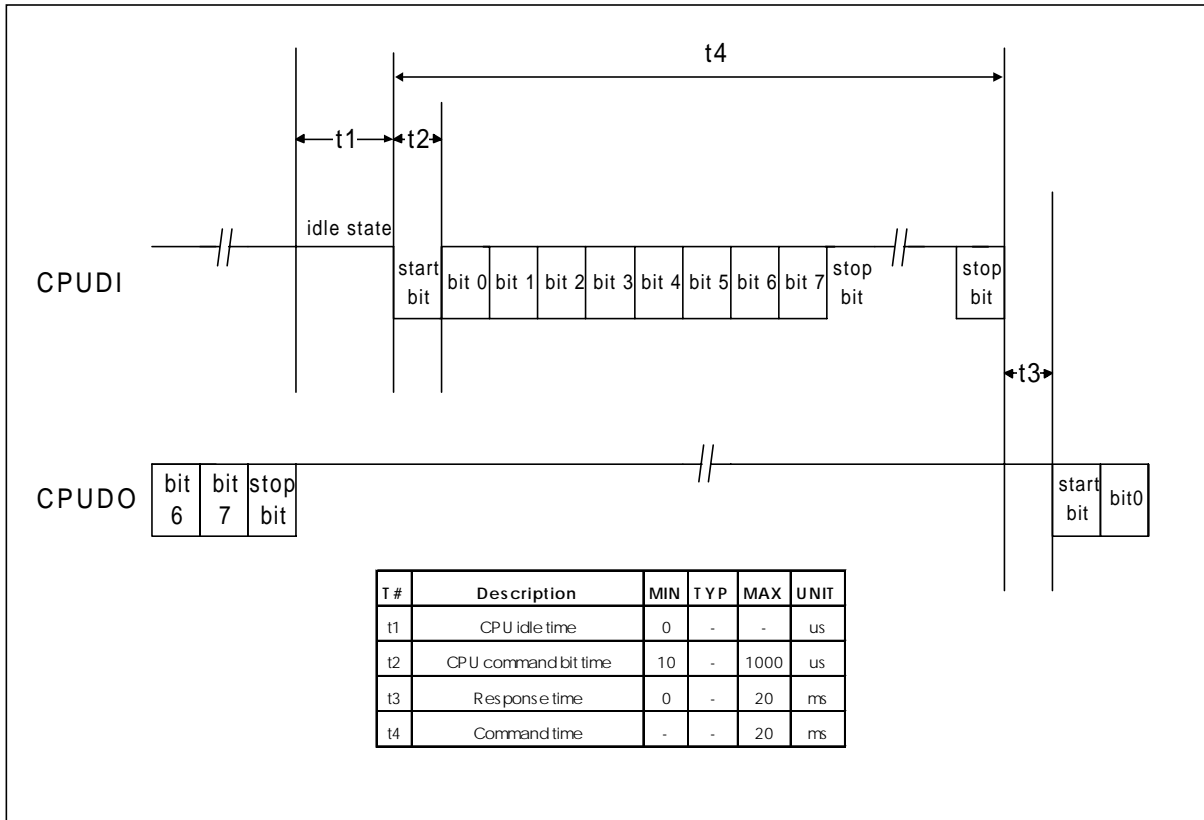 t4
t1 t2
idle state
CPUDI
start bit
bit 0 bit 1 bit 2 bit 3 bit 4 bit 5 bit 6 bit 7
stop bit
stop bit
t3
CPUDO
bit 6
bit 7
stop bit
start bit
bit0
T# Description MIN TYP MAX UNIT
t1 CPU idle time 0 - - us
t2 CPU command bit time 10 - 1000 us
t3 Response time 0 - 20 ms
t4 Command time - - 20 ms